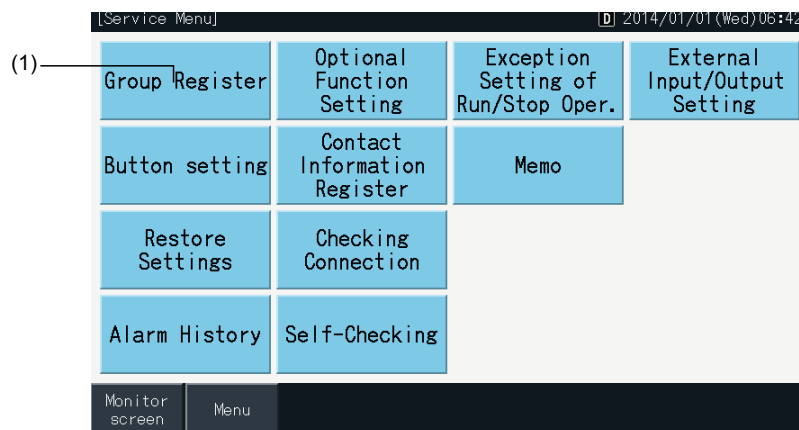 [Service Menu] D 2014/01/01(Wed)06:42
(1)
Group Register
Optional
Function
Setting
Exception
Setting of
Run/Stop Oper.
External
Input/Output
Setting
Button setting
Contact
Information
Register
Memo
Restore
Settings
Checking
Connection
Alarm History
Self-Checking
Monitor
screen
Menu